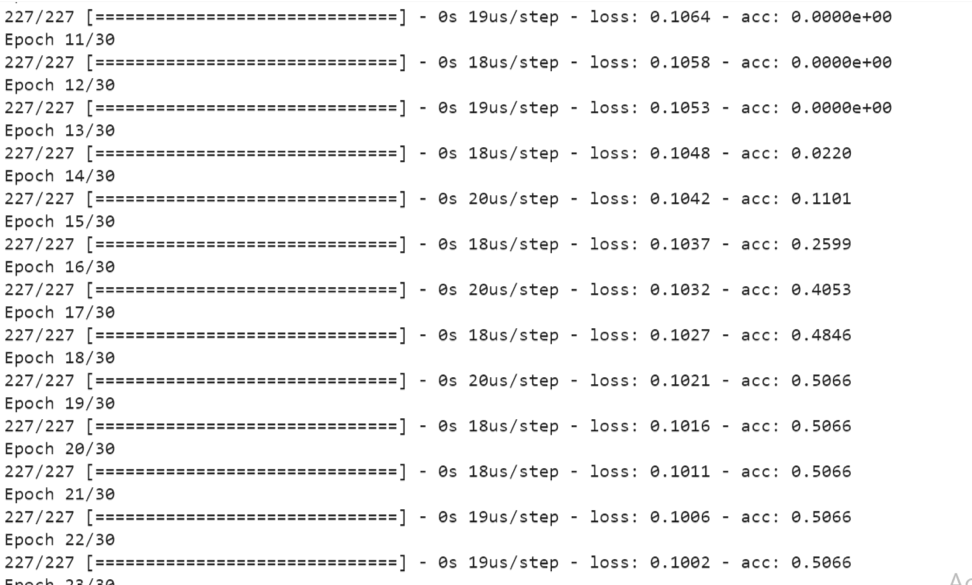 227/227 [==============================] - 0s 19us/step - loss: 0.1064 - acc: 0.0000e+00
Epoch 11/30
227/227 [==============================] - 0s 18us/step - loss: 0.1058 - acc: 0.0000e+00
Epoch 12/30
227/227 [==============================] - 0s 19us/step - loss: 0.1053 - acc: 0.0000e+00
Epoch 13/30
227/227 [==============================] - 0s 18us/step - loss: 0.1048 - acc: 0.0220
Epoch 14/30
227/227 [==============================] - 0s 20us/step - loss: 0.1042 - acc: 0.1101
Epoch 15/30
227/227 [==============================] - 0s 18us/step - loss: 0.1037 - acc: 0.2599
Epoch 16/30
227/227 [==============================] - 0s 20us/step - loss: 0.1032 - acc: 0.4053
Epoch 17/30
227/227 [==============================] - 0s 18us/step - loss: 0.1027 - acc: 0.4846
Epoch 18/30
227/227 [==============================] - 0s 20us/step - loss: 0.1021 - acc: 0.5066
Epoch 19/30
227/227 [==============================] - 0s 18us/step - loss: 0.1016 - acc: 0.5066
Epoch 20/30
227/227 [==============================] - 0s 18us/step - loss: 0.1011 - acc: 0.5066
Epoch 21/30
227/227 [==============================] - 0s 19us/step - loss: 0.1006 - acc: 0.5066
Epoch 22/30
227/227 [==============================] - 0s 19us/step - loss: 0.1002 - acc: 0.5066
Epoch 23/30